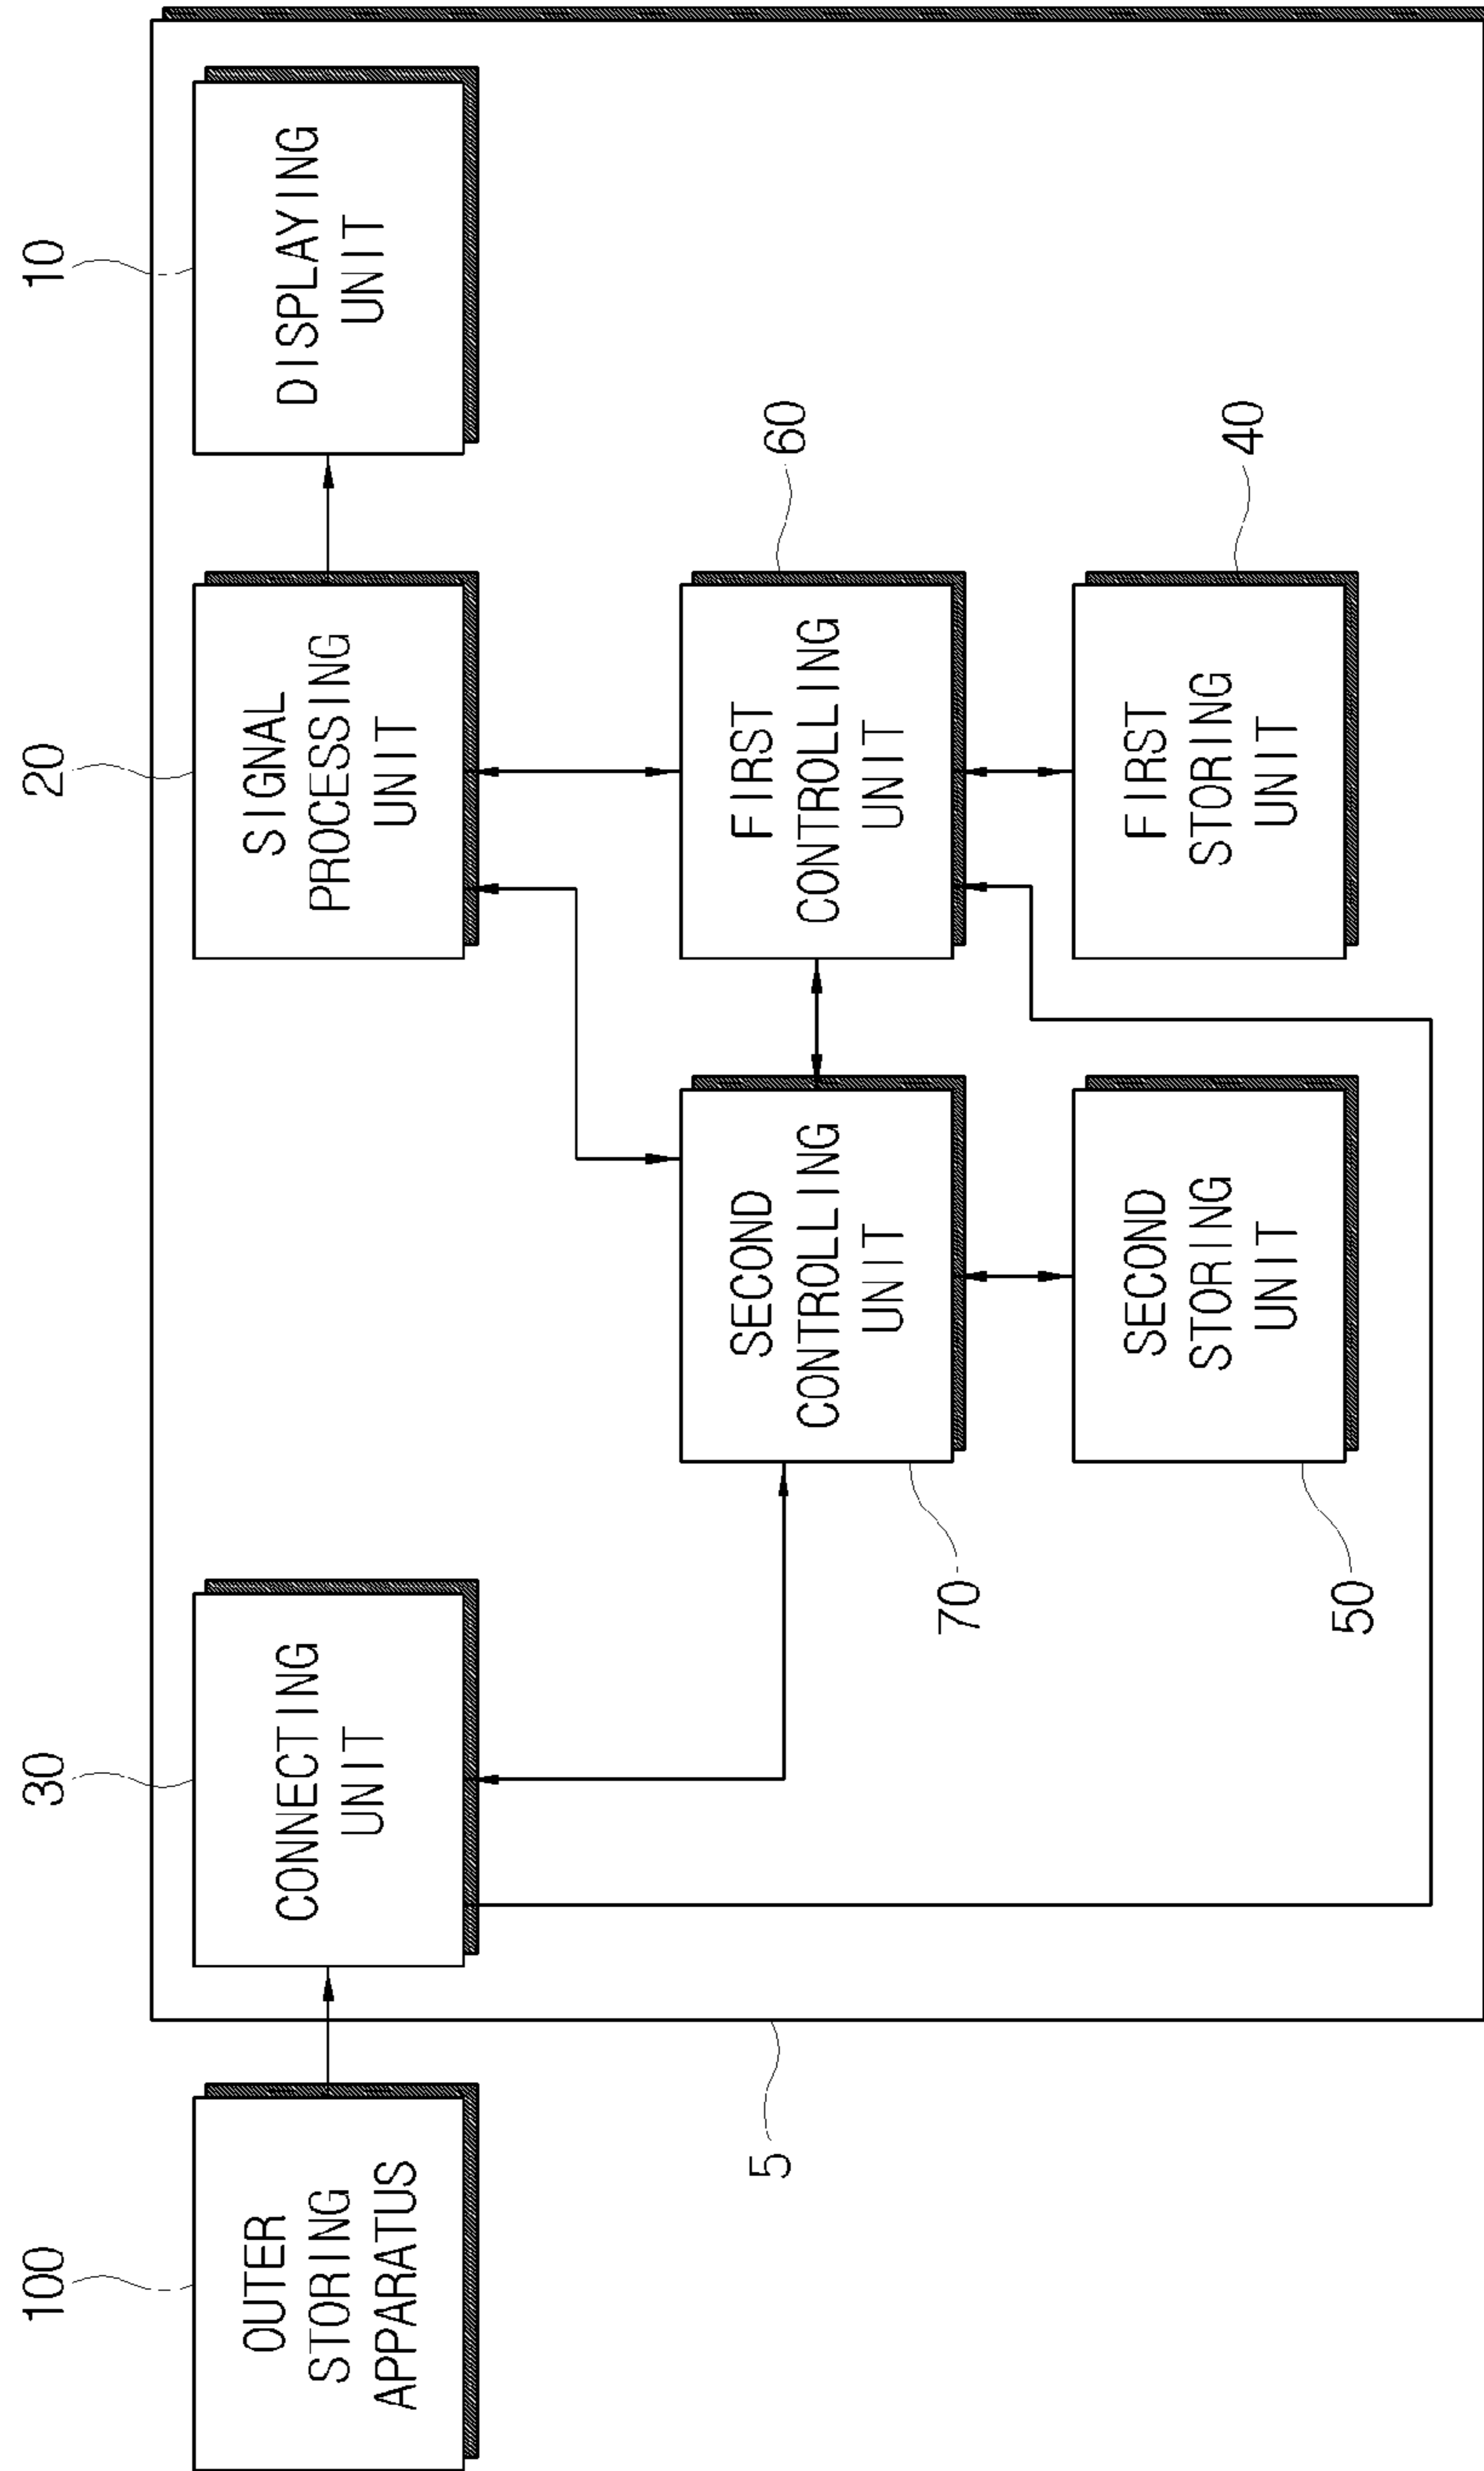 100
30
20
10
OUTER
STORING
APPARATUS
CONNECTING
UNIT
SIGNAL
PROCESSING
UNIT
DISPLAYING
UNIT
5
SECOND
CONTROLLING
UNIT
70
FIRST
CONTROLLING
UNIT
60
SECOND
STORING
UNIT
50
FIRST
STORING
UNIT
40